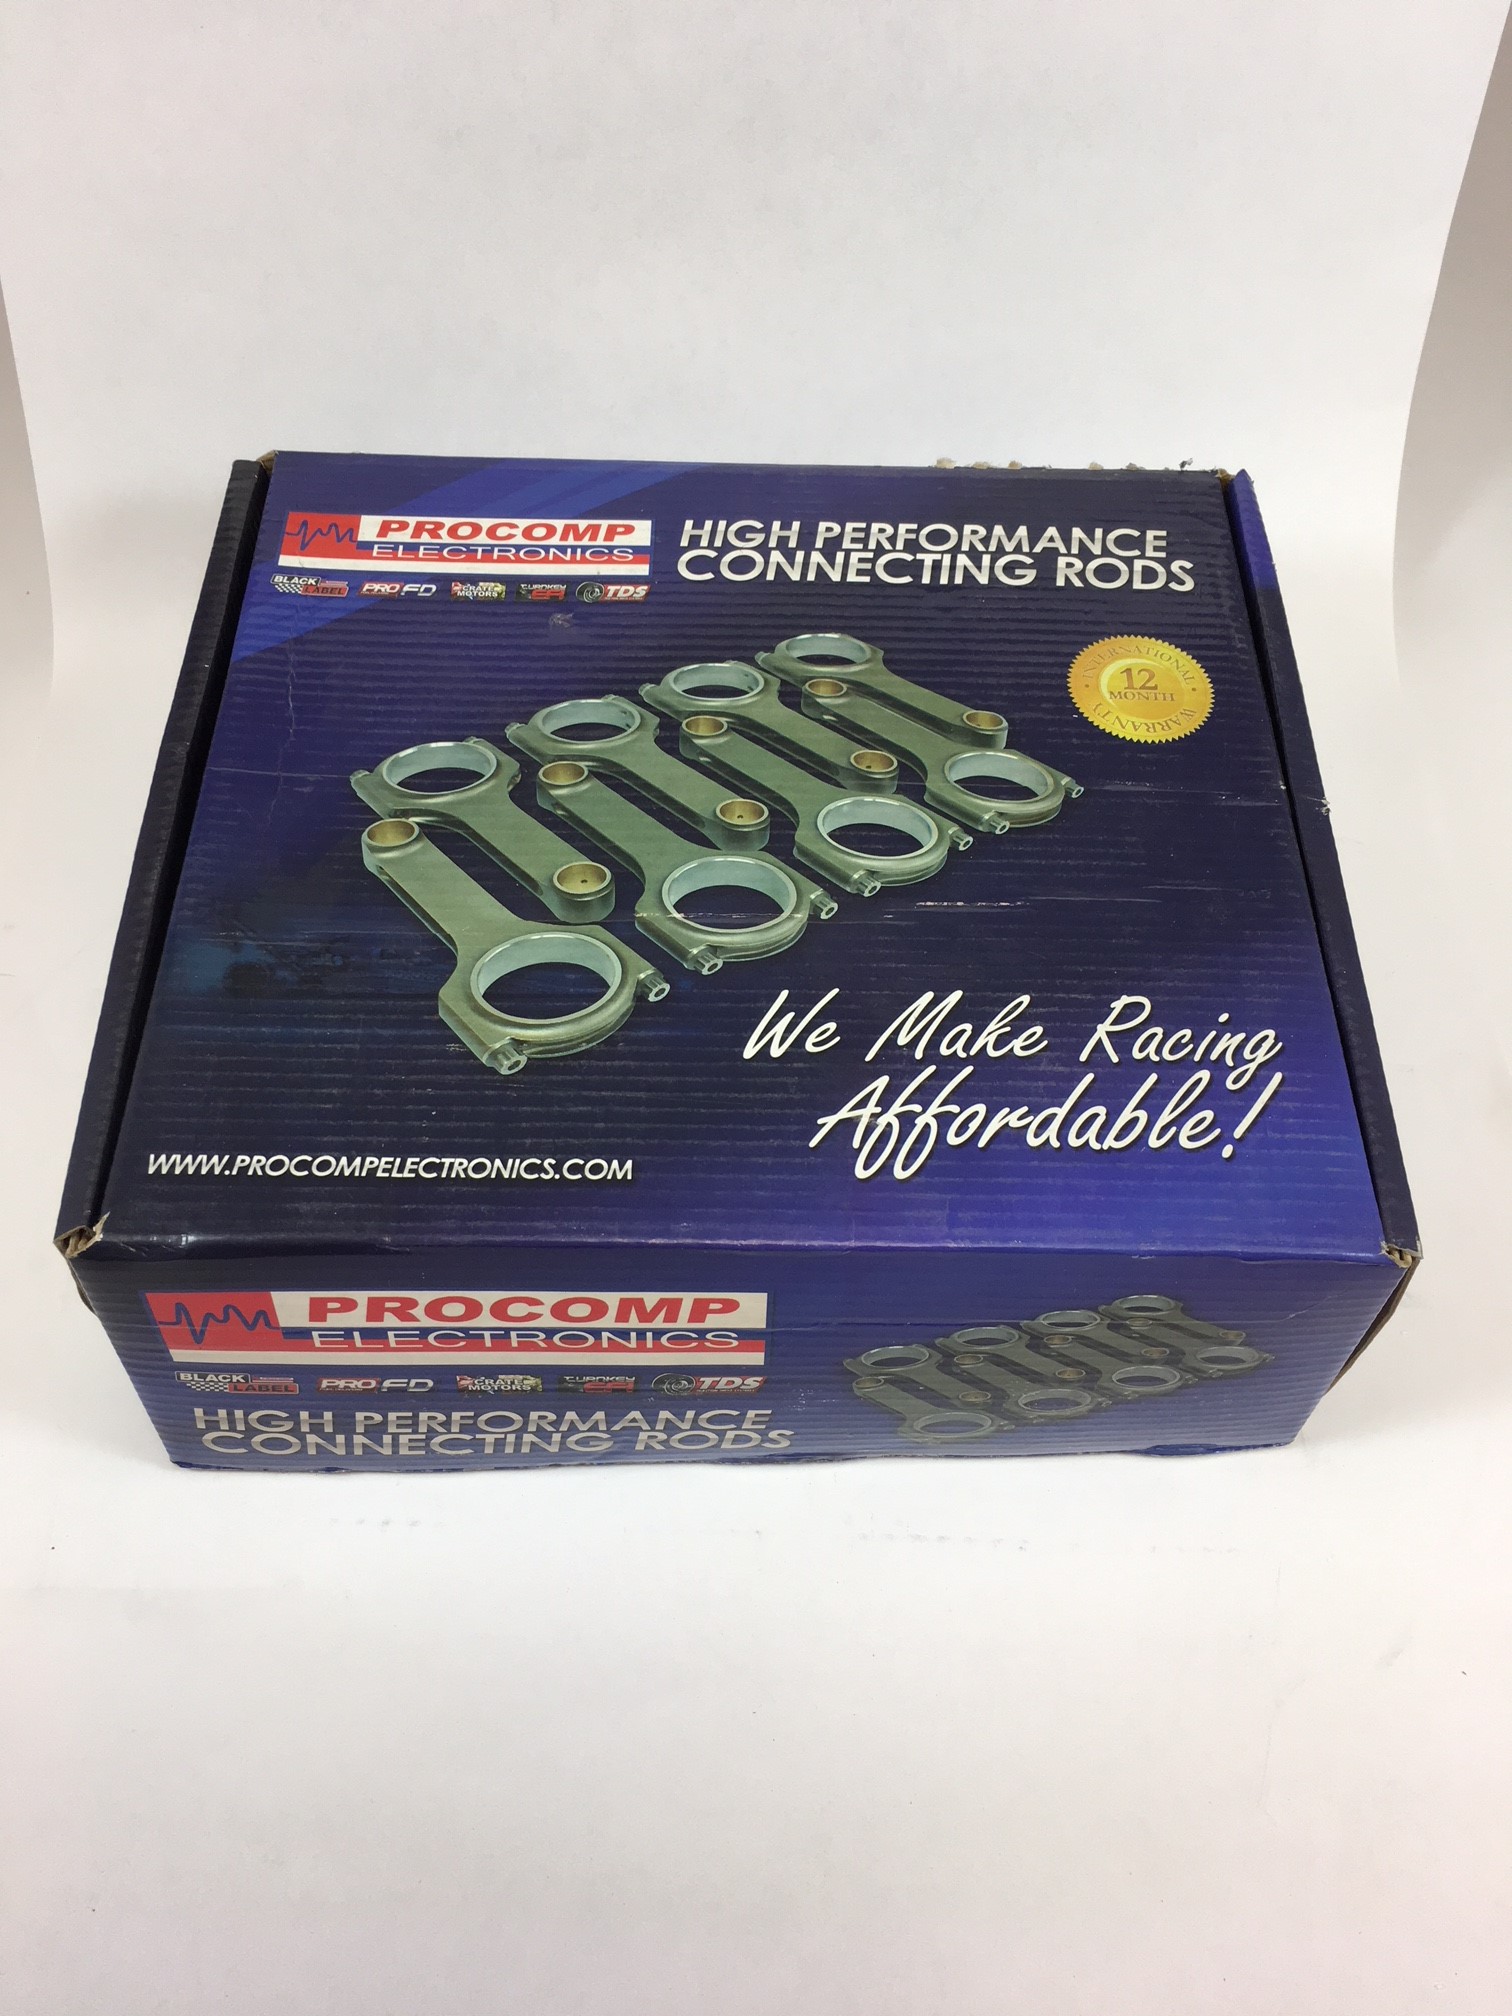 PROCOMP
ELECTRONICS
BLACK
LABEL
PRO FD
CRATE
MOTORS
TURNKEY
TDS
HIGH PERFORMANCE
CONNECTING RODS
INTERNATIONAL
12
MONTH
WARRANTY
We Make Racing
Affordable!
WWW.PROCOMPELECTRONICS.COM
PROCOMP
ELECTRONICS
BLACK
LABEL
PRO FD
CRATE
MOTORS
TURNKEY
TDS
HIGH PERFORMANCE
CONNECTING RODS